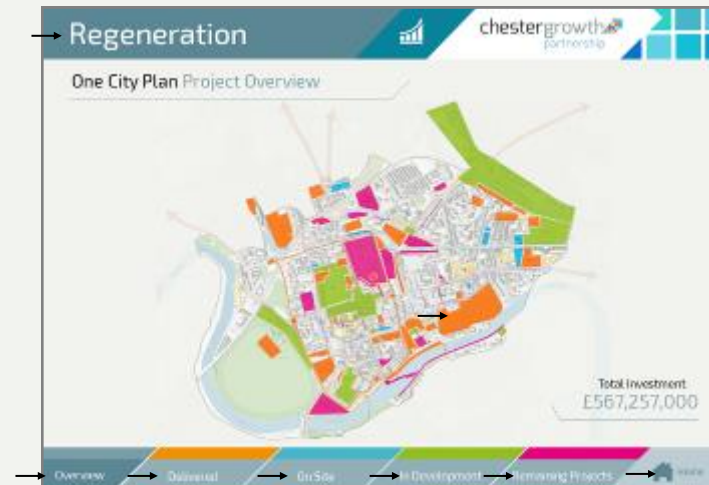 Regeneration
chestergrowth
partnership
One City Plan Project Overview
Total Investment
£567,257,000
Overview
Delivered
On Site
In Development
Remaining Projects
Home